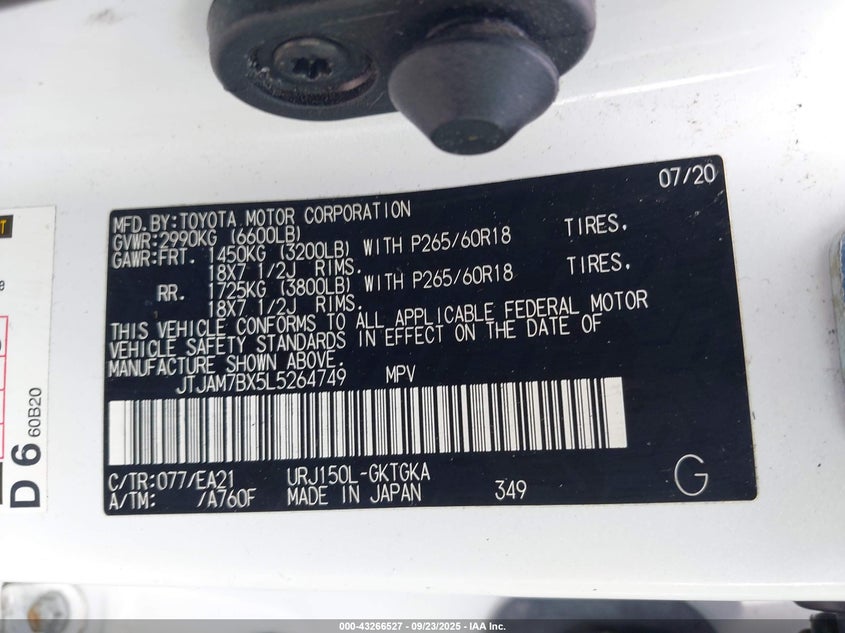 07/20
MFD.BY:TOYOTA MOTOR CORPORATION
GVWR:2990KG (6600LB)
GAWR:FRT. 1450KG (3200LB) WITH P265/60R18 TIRES.
18X7 1/2J RIMS.
RR. 1725KG (3800LB) WITH P265/60R18 TIRES.
18X7 1/2J RIMS.
THIS VEHICLE CONFORMS TO ALL APPLICABLE FEDERAL MOTOR
VEHICLE SAFETY STANDARDS IN EFFECT ON THE DATE OF
MANUFACTURE SHOWN ABOVE.
JTJAM7BX5L5264749 MPV
C/TR:077/EA21 URJ150L-GKTGKA
A/TM: /A760F MADE IN JAPAN 349 G
D 6 60B20
000-43266527 - 09/23/2025 - IAA Inc.